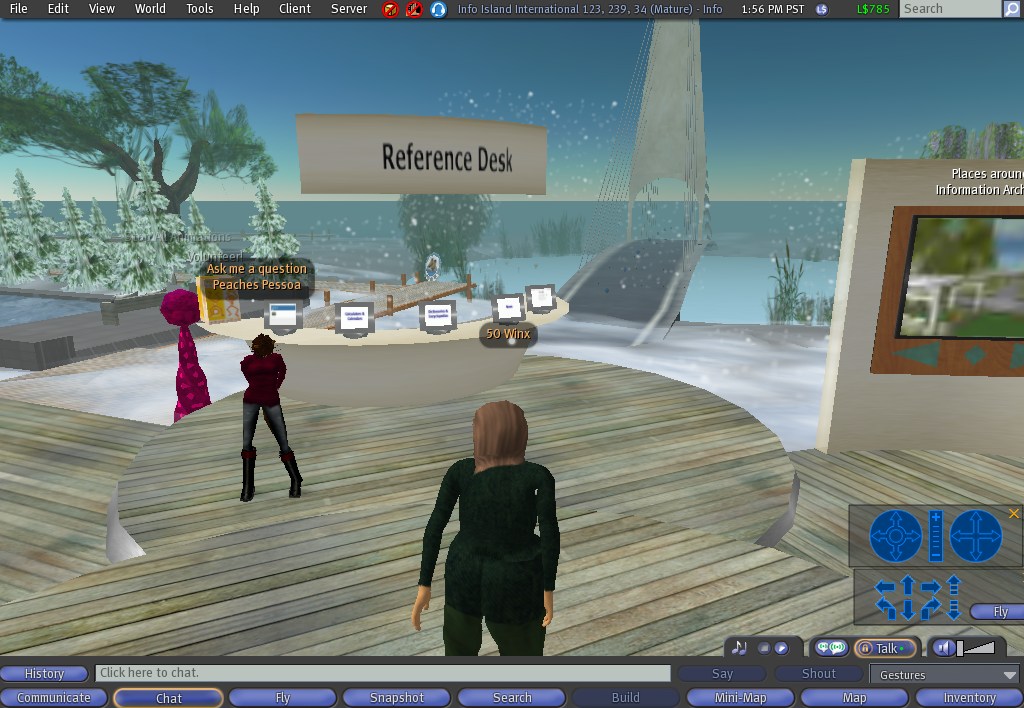 File Edit View World Tools Help Client Server Info Island International 123, 239, 34 (Mature) - Info 1:56 PM PST L$ L$785 Search
Reference Desk
Places around
Information Arch
Volunteer!
Ask me a question
Peaches Pessoa
50 Winx
Fly
Talk
History Click here to chat. Say Shout Gestures
Communicate Chat Fly Snapshot Search Build Mini-Map Map Inventory